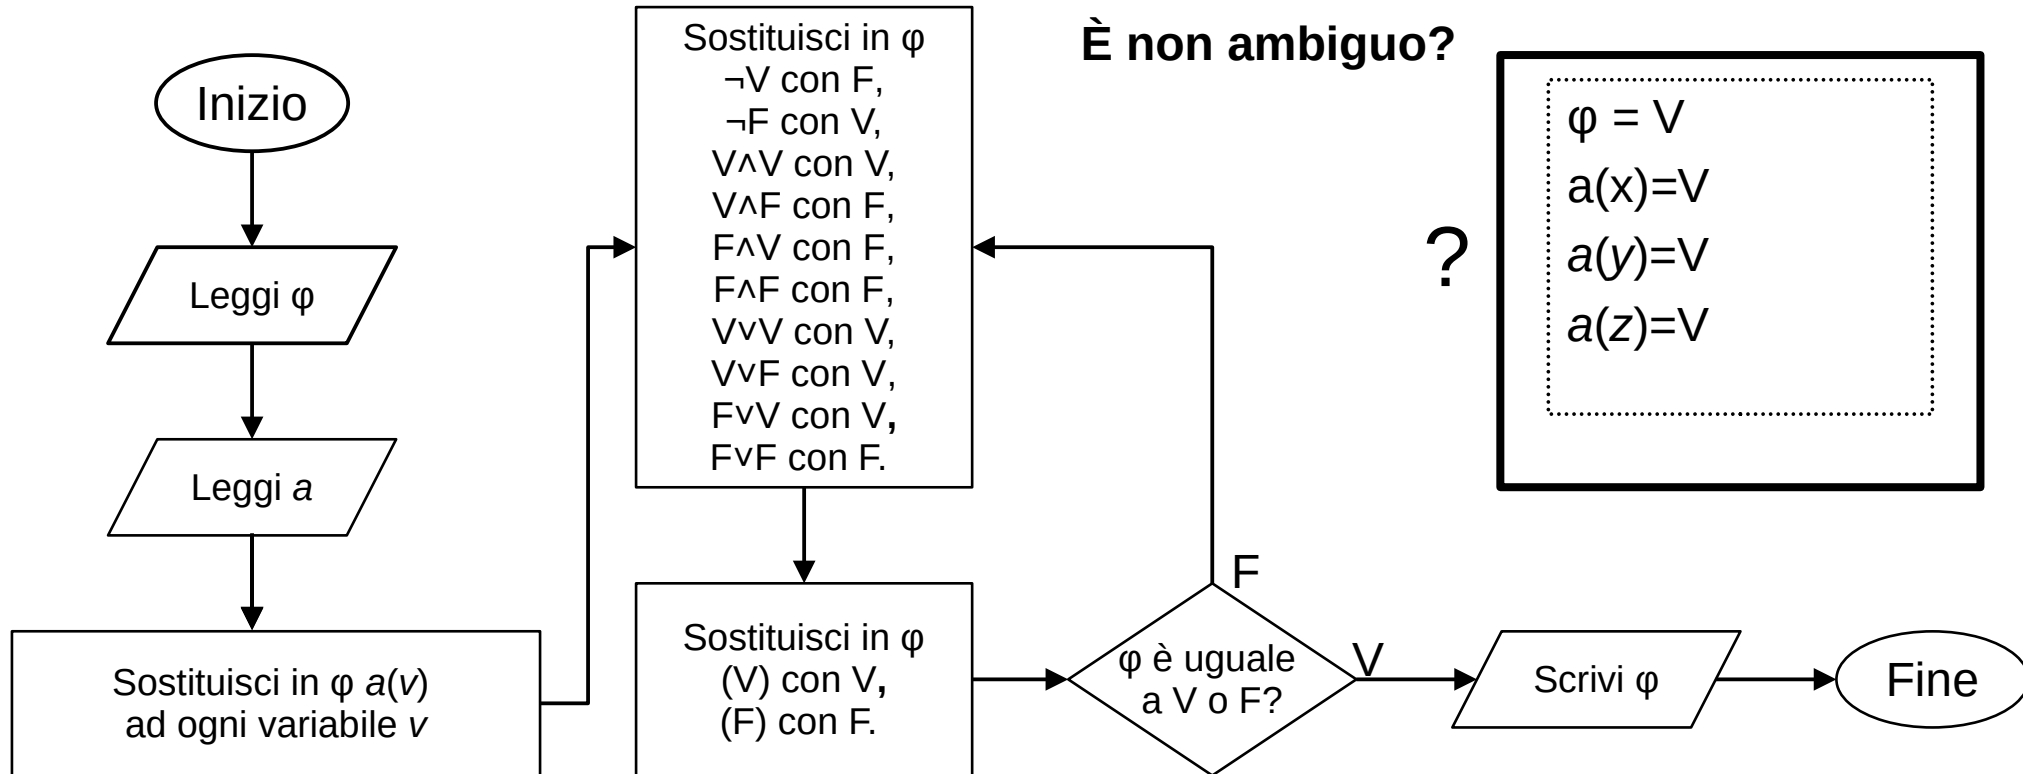 È non ambiguo?
Inizio
Leggi φ
Leggi a
Sostituisci in φ a(v)
ad ogni variabile v
Sostituisci in φ
¬V con F,
¬F con V,
V∧V con V,
V∧F con F,
F∧V con F,
F∧F con F,
V∨V con V,
V∨F con V,
F∨V con V,
F∨F con F.
Sostituisci in φ
(V) con V,
(F) con F.
φ è uguale
a V o F?
F
V
Scrivi φ
Fine
?
φ = V
a(x)=V
a(y)=V
a(z)=V